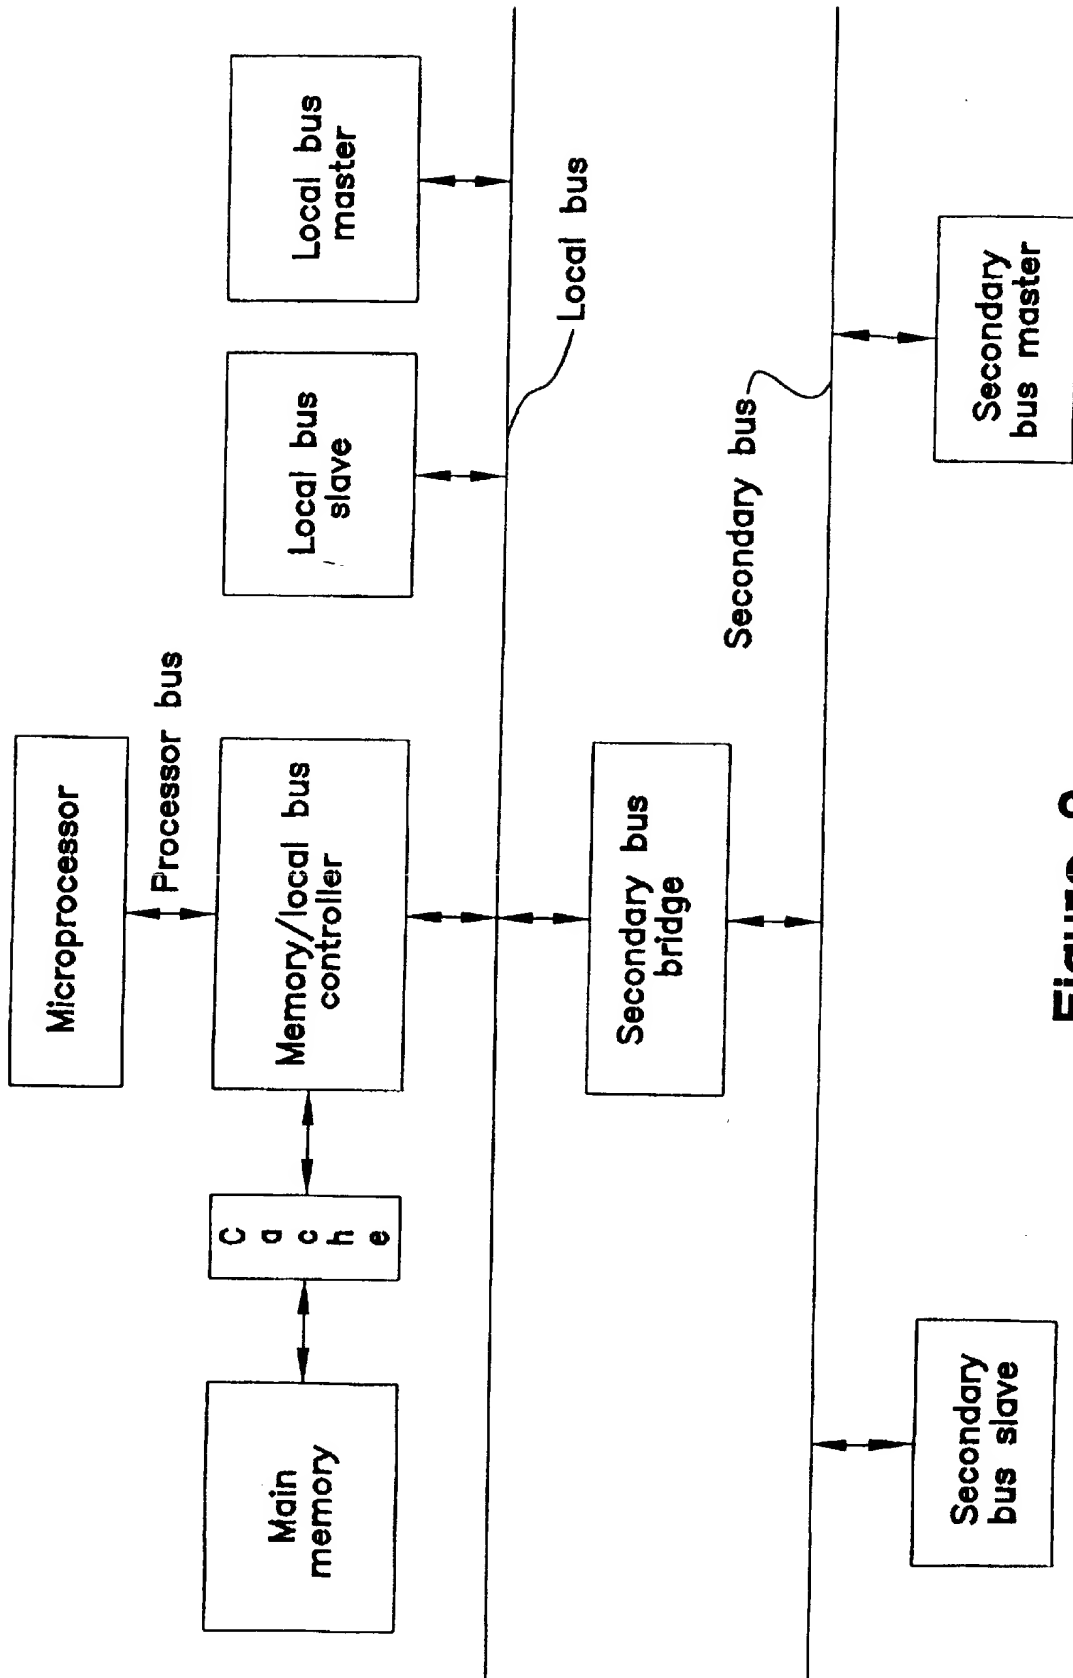 Microprocessor
Processor bus
Main
memory
C
a
c
h
e
Memory/local bus
controller
Local bus
slave
Local bus
master
Local bus
Secondary bus
bridge
Secondary bus
Secondary
bus slave
Secondary
bus master
Figure